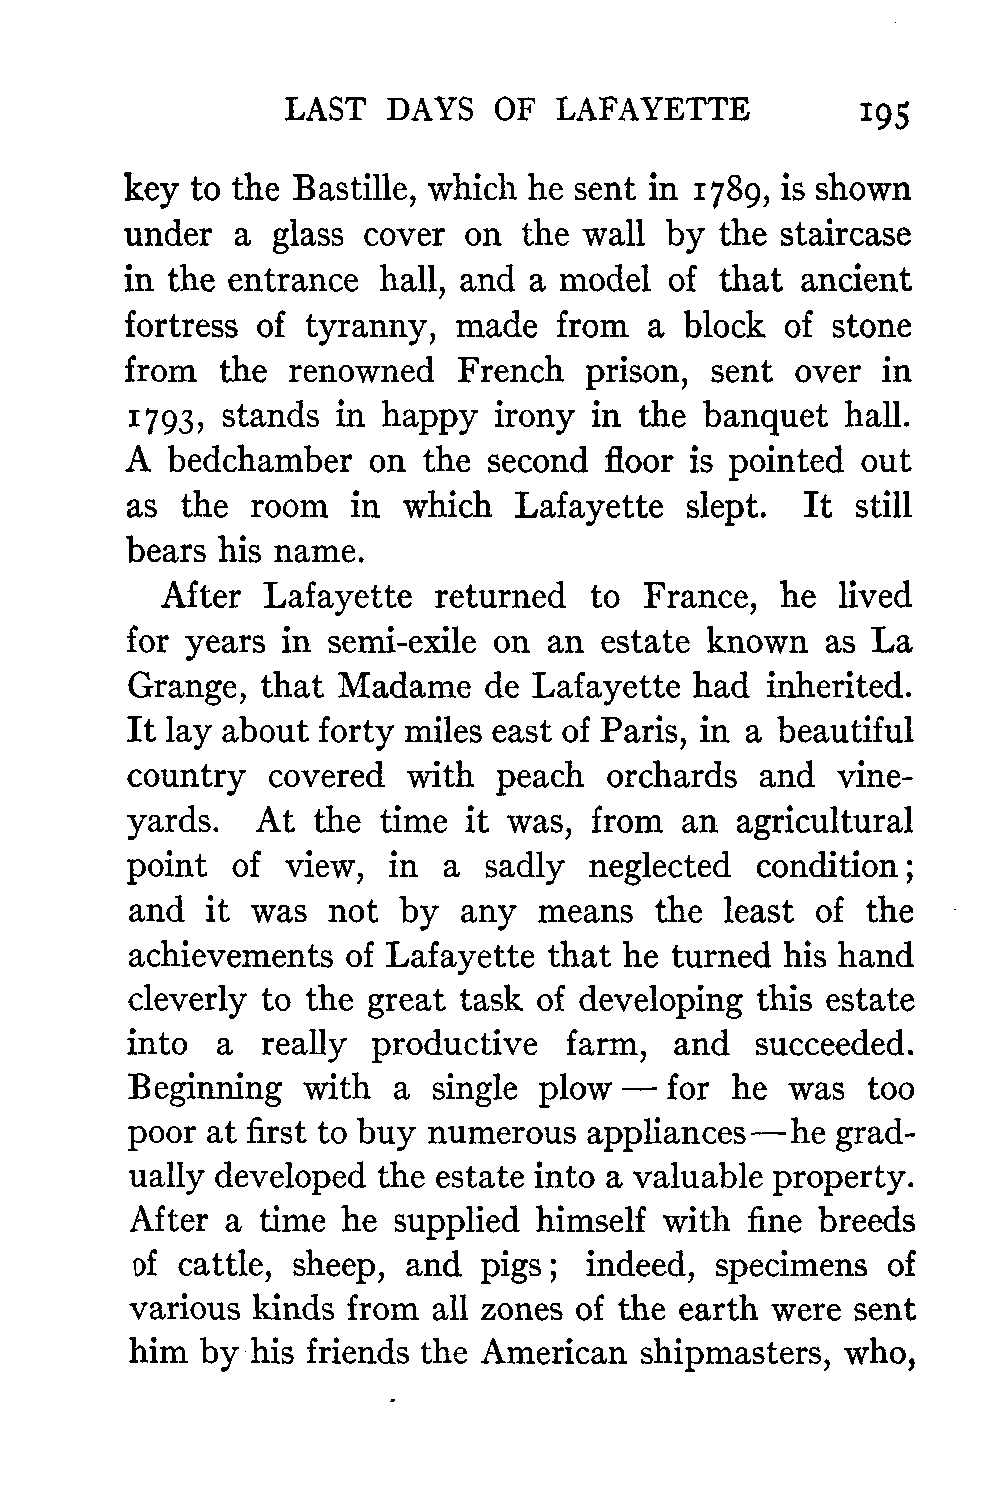 LAST DAYS OF LAFAYETTE 195
key to the Bastille, which he sent in 1789, is shown
under a glass cover on the wall by the staircase
in the entrance hall, and a model of that ancient
fortress of tyranny, made from a block of stone
from the renowned French prison, sent over in
1793, stands in happy irony in the banquet hall.
A bedchamber on the second floor is pointed out
as the room in which Lafayette slept. It still
bears his name.
After Lafayette returned to France, he lived
for years in semi-exile on an estate known as La
Grange, that Madame de Lafayette had inherited.
It lay about forty miles east of Paris, in a beautiful
country covered with peach orchards and vine-
yards. At the time it was, from an agricultural
point of view, in a sadly neglected condition;
and it was not by any means the least of the
achievements of Lafayette that he turned his hand
cleverly to the great task of developing this estate
into a really productive farm, and succeeded.
Beginning with a single plow — for he was too
poor at first to buy numerous appliances—he grad-
ually developed the estate into a valuable property.
After a time he supplied himself with fine breeds
of cattle, sheep, and pigs; indeed, specimens of
various kinds from all zones of the earth were sent
him by his friends the American shipmasters, who,